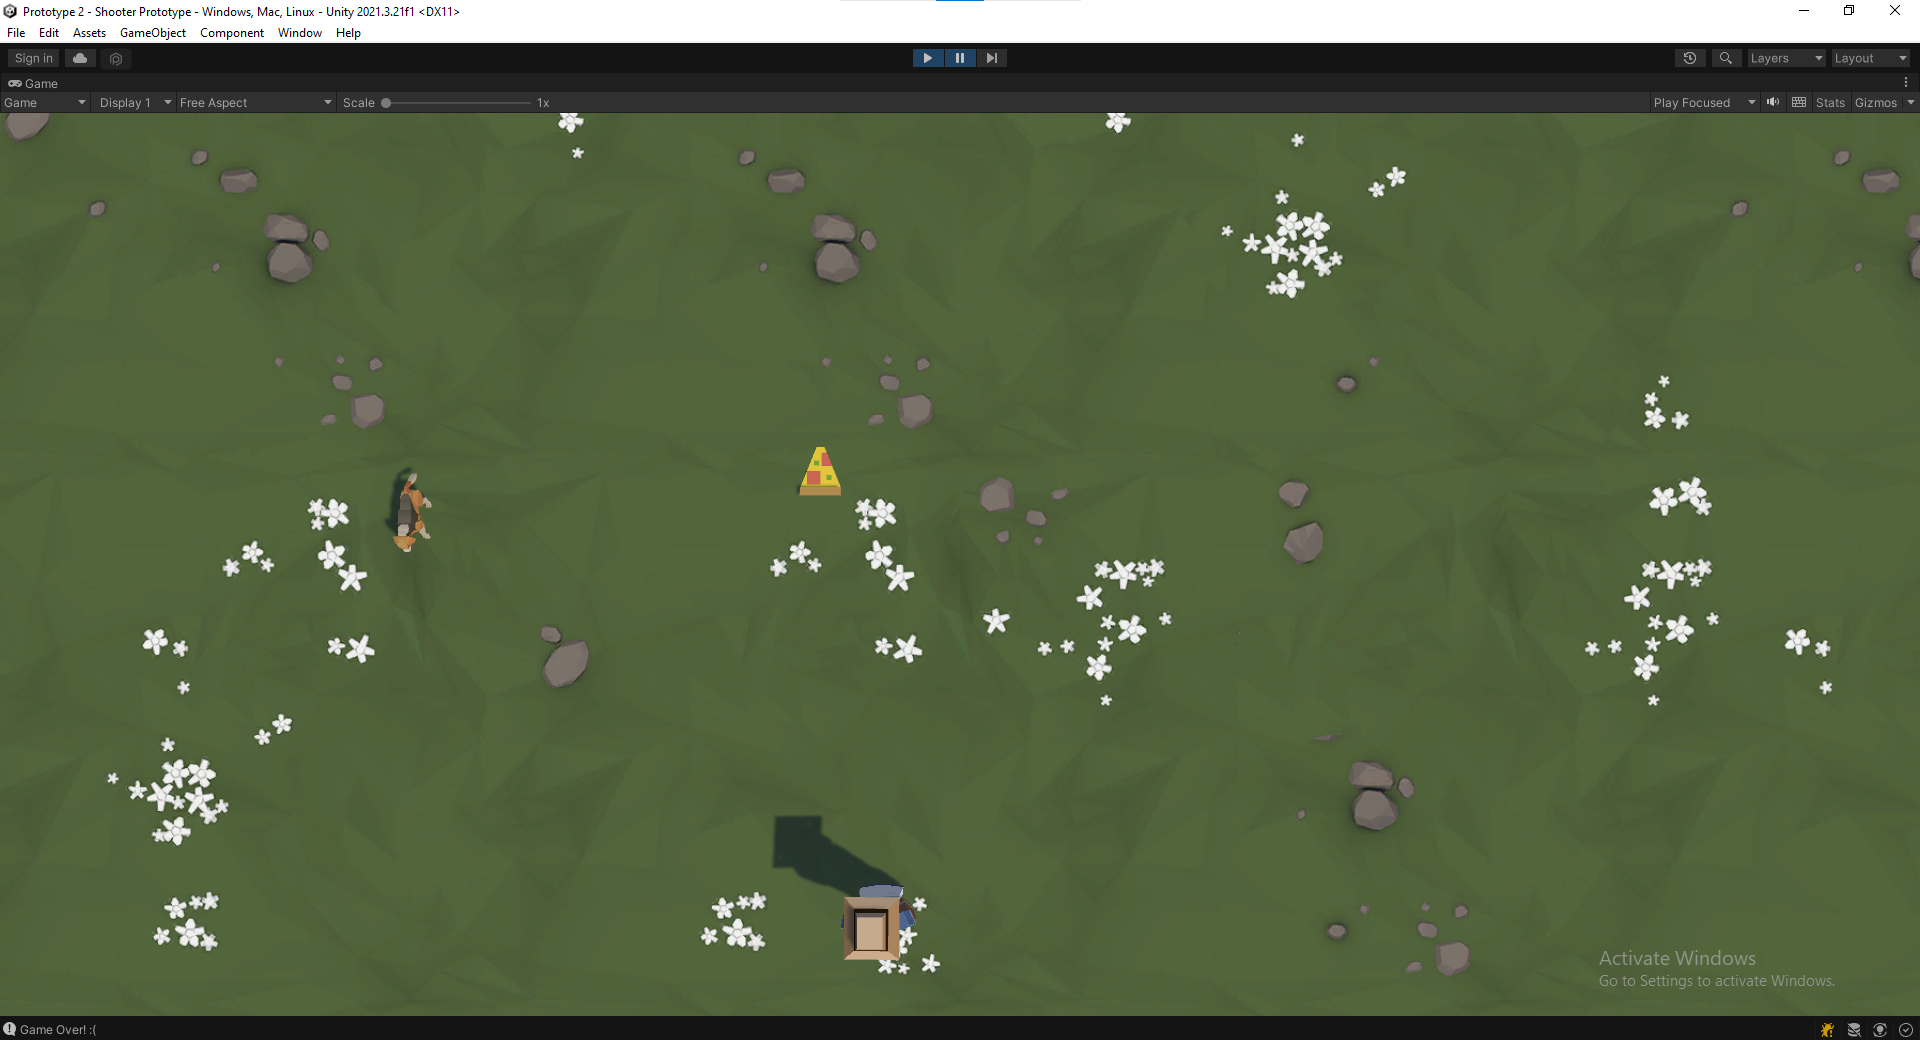 Prototype 2 - Shooter Prototype - Windows, Mac, Linux - Unity 2021.3.21f1 <DX11>
File Edit Assets GameObject Component Window Help
Sign in Layers Layout
Game
Game Display 1 Free Aspect Scale 1x Play Focused Stats Gizmos
Activate Windows
Go to Settings to activate Windows.
Game Over! :(